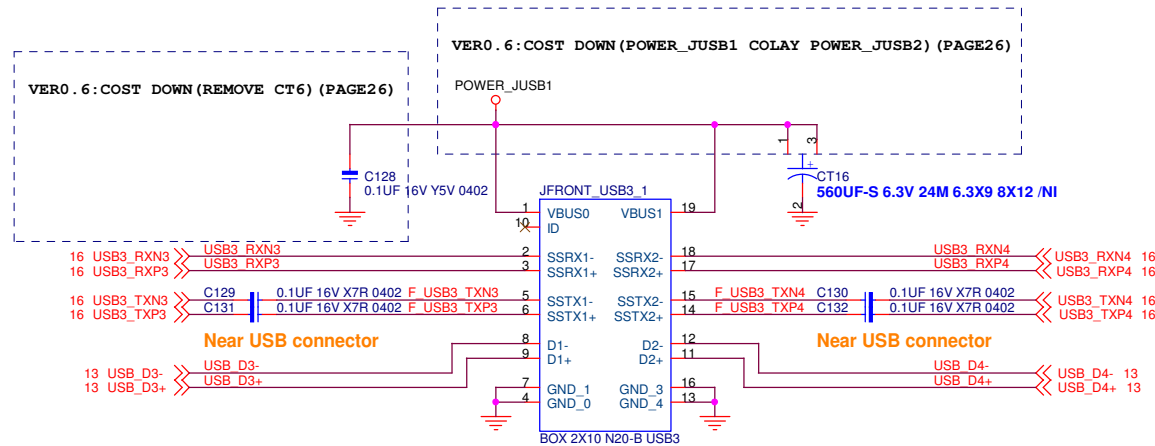 VER0.6:COST DOWN(POWER_JUSB1 COLAY POWER_JUSB2)(PAGE26)
VER0.6:COST DOWN(REMOVE CT6)(PAGE26)
POWER_JUSB1
1
3
C128
0.1UF 16V Y5V 0402
CT16
560UF-S 6.3V 24M 6.3X9 8X12 /NI
2
JFRONT_USB3_1
1 VBUS0 VBUS1 19
10 ID
16 USB3_RXN3 USB3_RXN3 2 SSRX1- SSRX2- 18 USB3_RXN4 USB3_RXN4 16
16 USB3_RXP3 USB3_RXP3 3 SSRX1+ SSRX2+ 17 USB3_RXP4 USB3_RXP4 16
16 USB3_TXN3 C129 0.1UF 16V X7R 0402 F_USB3_TXN3 5 SSTX1- SSTX2- 15 F_USB3_TXN4 C130 0.1UF 16V X7R 0402 USB3_TXN4 16
16 USB3_TXP3 C131 0.1UF 16V X7R 0402 F_USB3_TXP3 6 SSTX1+ SSTX2+ 14 F_USB3_TXP4 C132 0.1UF 16V X7R 0402 USB3_TXP4 16
Near USB connector
Near USB connector
13 USB_D3- USB_D3- 8 D1- D2- 12 USB_D4- USB_D4- 13
13 USB_D3+ USB_D3+ 9 D1+ D2+ 11 USB_D4+ USB_D4+ 13
7 GND_1 GND_3 16
4 GND_0 GND_4 13
BOX 2X10 N20-B USB3